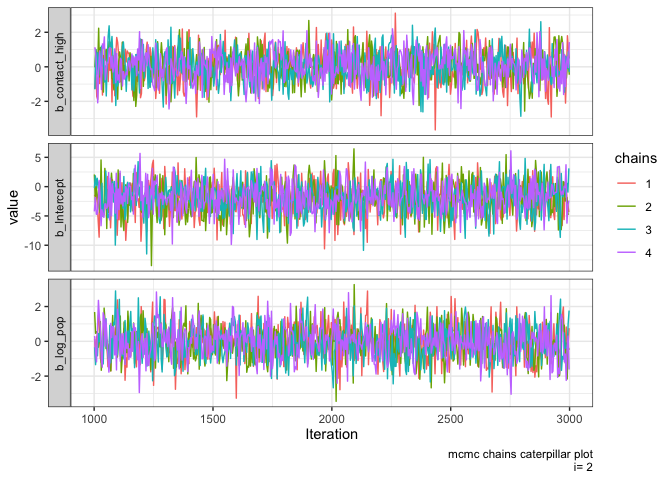 b_contact_high
2
0
-2
b_Intercept
5
0
-5
-10
b_log_pop
2
0
-2
value
1000 1500 2000 2500 3000
Iteration
chains
1
2
3
4
mcmc chains caterpillar plot
i= 2